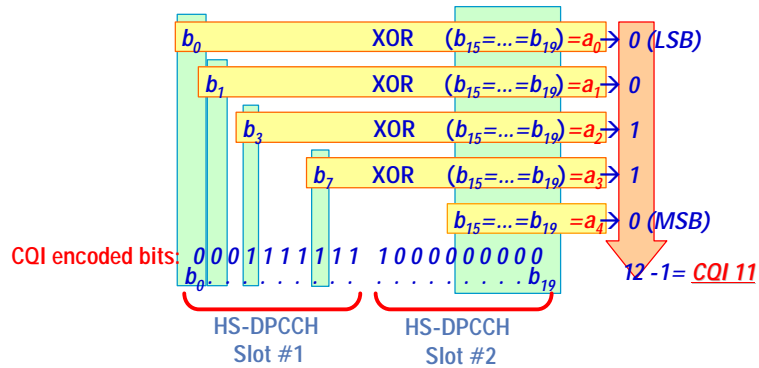 b0 XOR (b15=...=b19) =a0 → 0 (LSB)
b1 XOR (b15=...=b19) =a1 → 0
b3 XOR (b15=...=b19) =a2 → 1
b7 XOR (b15=...=b19) =a3 → 1
b15=...=b19 =a4 → 0 (MSB)
CQI encoded bits: 0 0 0 1 1 1 1 1 1 1 1 0 0 0 0 0 0 0 0 0
b0. . . . . . . . . . . . . . . . . . b19
12 -1= CQI 11
HS-DPCCH HS-DPCCH
Slot #1 Slot #2